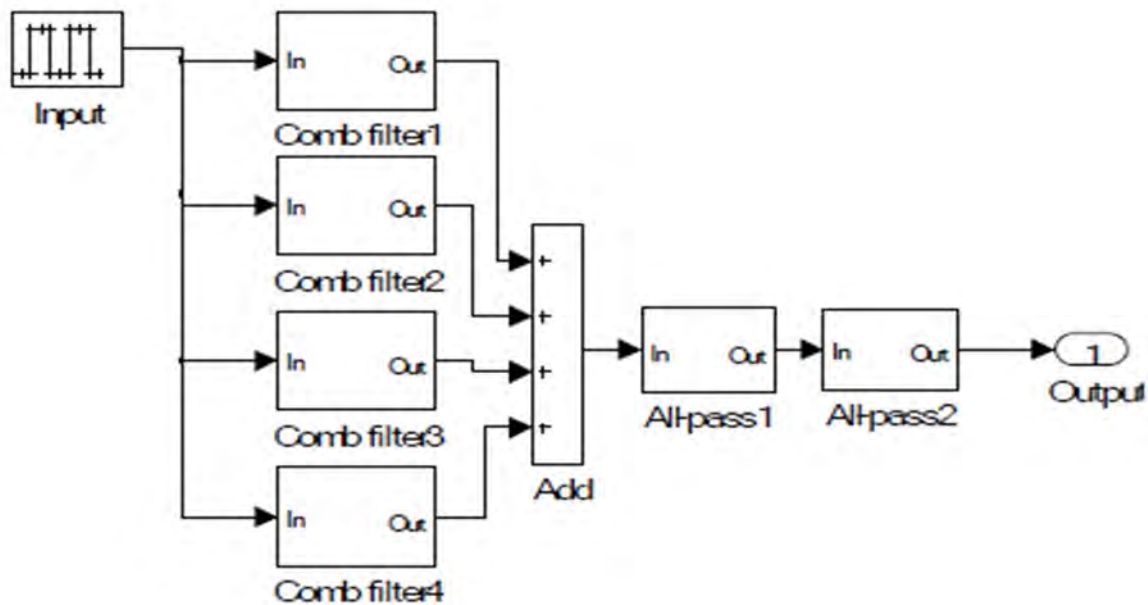 Input
In Out
Comb filter1
In Out
Comb filter2
In Out
Comb filter3
In Out
Comb filter4
+
+
+
+
Add
In Out
All-pass1
In Out
All-pass2
1
Output